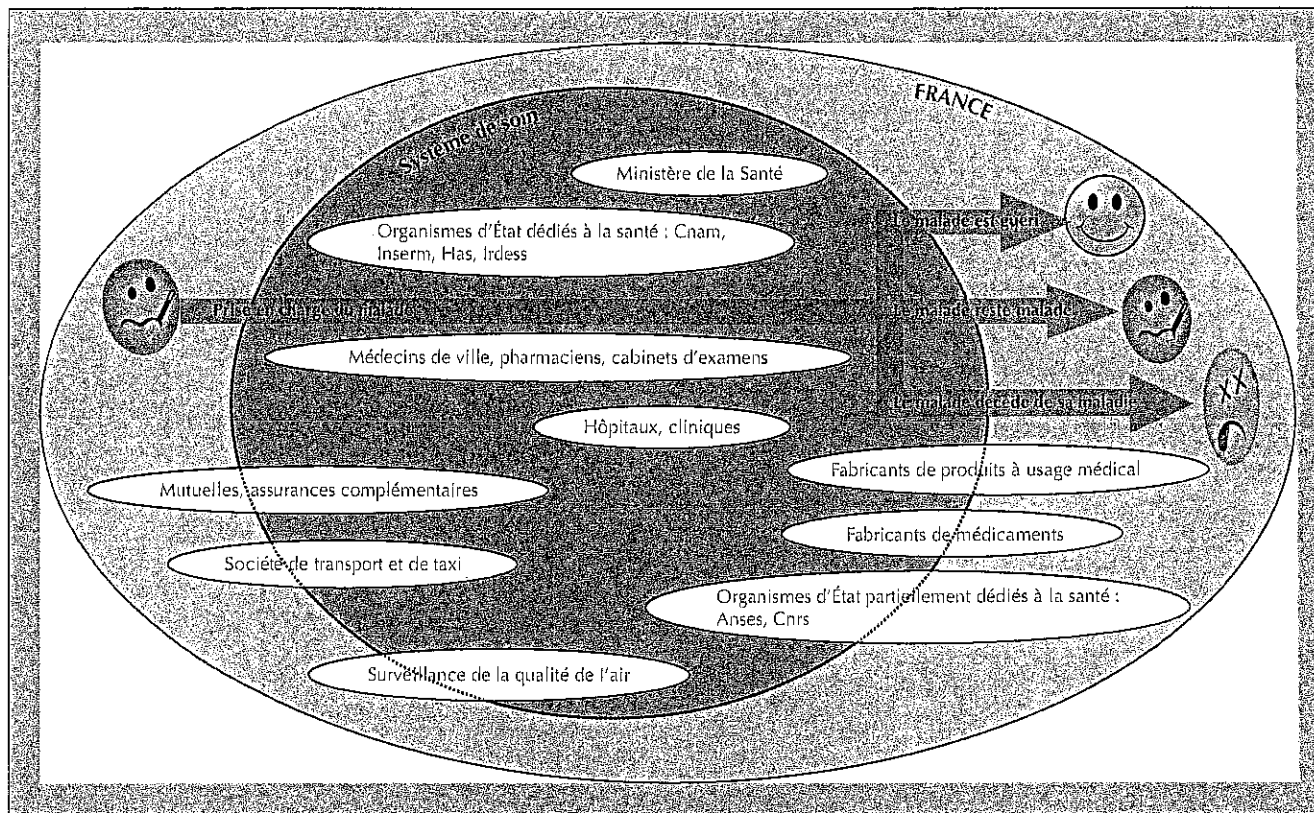 FRANCE
Système de soin
Ministère de la Santé
Le malade est guéri
Organismes d'État dédiés à la santé : Cnam,
Inserm, Has, Irdess
Prise en charge du malade
Le malade reste malade
Médecins de ville, pharmaciens, cabinets d'examens
Le malade décède de sa maladie
Hôpitaux, cliniques
Fabricants de produits à usage médical
Mutuelles, assurances complémentaires
Fabricants de médicaments
Société de transport et de taxi
Organismes d'État partiellement dédiés à la santé :
Anses, Cnrs
Surveillance de la qualité de l'air